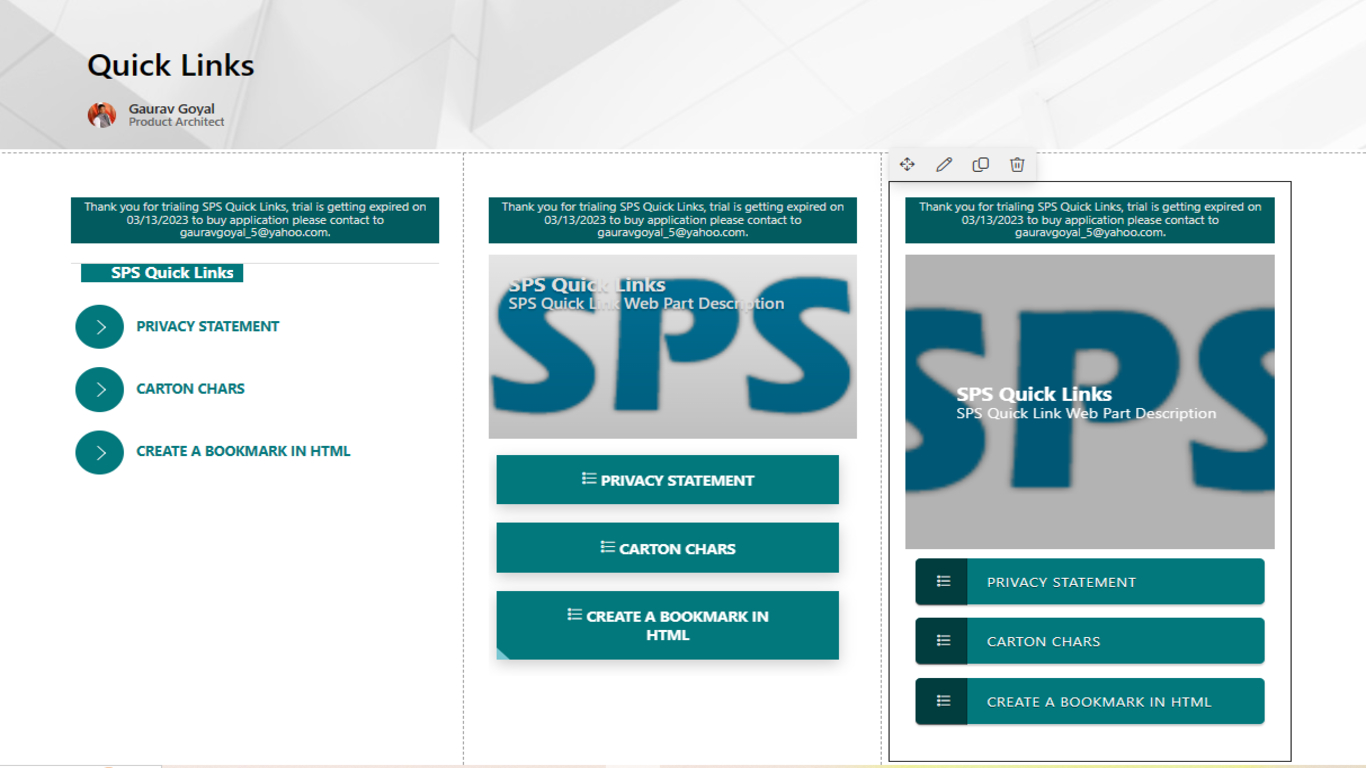 Quick Links
Gaurav Goyal
Product Architect
Thank you for trialing SPS Quick Links, trial is getting expired on
03/13/2023 to buy application please contact to
gauravgoyal_5@yahoo.com.
SPS Quick Links
PRIVACY STATEMENT
CARTON CHARS
CREATE A BOOKMARK IN HTML
Thank you for trialing SPS Quick Links, trial is getting expired on
03/13/2023 to buy application please contact to
gauravgoyal_5@yahoo.com.
SPS Quick Links
SPS Quick Link Web Part Description
SPS
PRIVACY STATEMENT
CARTON CHARS
CREATE A BOOKMARK IN
HTML
Thank you for trialing SPS Quick Links, trial is getting expired on
03/13/2023 to buy application please contact to
gauravgoyal_5@yahoo.com.
SPS
SPS Quick Links
SPS Quick Link Web Part Description
PRIVACY STATEMENT
CARTON CHARS
CREATE A BOOKMARK IN HTML